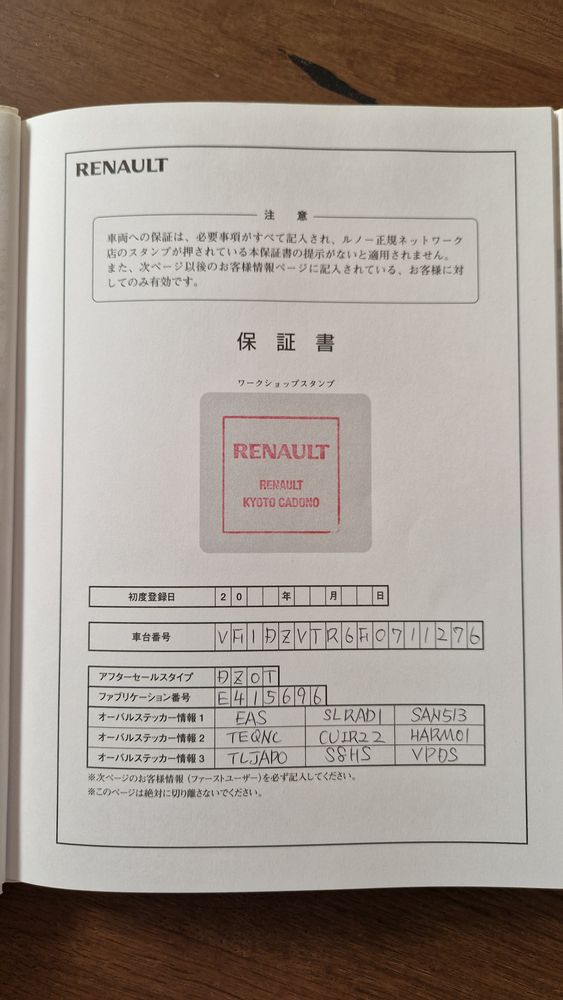 RENAULT
注 意
車両への保証は、必要事項がすべて記入され、ルノー正規ネットワーク
店のスタンプが押されている本保証書の提示がないと適用されません。
また、次ページ以後のお客様情報ページに記入されている、お客様に対
してのみ有効です。
保 証 書
ワークショップスタンプ
RENAULT
RENAULT
KYOTO CADONO
初度登録日 2 0 年 月 日
車台番号 VF1DZVTR6F0711276
アフターセールスタイプ DZ0T
ファブリケーション番号 E415696
オーバルステッカー情報 1 EAS SLRAD1 SAN513
オーバルステッカー情報 2 TEQNC CUIR22 HARM01
オーバルステッカー情報 3 TLJADO S8HS VPDS
※次ページのお客様情報 (ファーストユーザー) を必ず記入してください。
※このページは絶対に切り離さないでください。